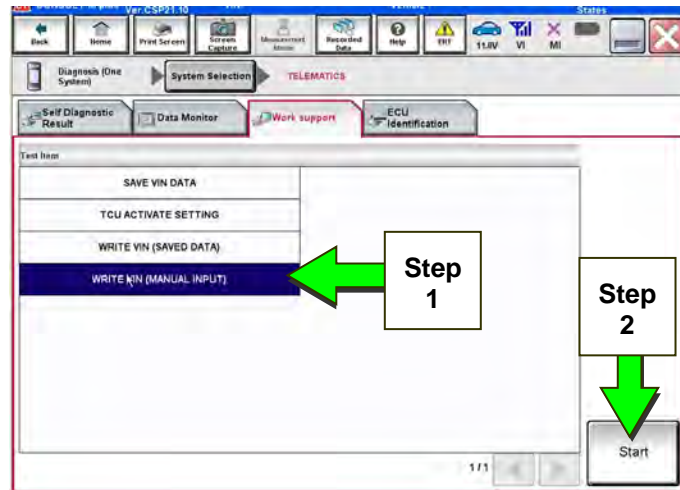 Ver.CSP21.10
States
Back
Home
Print Screen
Screen
Capture
Measurement
Mode
Recorded
Data
Help
ERT
11.8V
VI
MI
Diagnosis (One
System)
System Selection
TELEMATICS
Self Diagnostic
Result
Data Monitor
Work support
ECU
Identification
Test Item
SAVE VIN DATA
TCU ACTIVATE SETTING
WRITE VIN (SAVED DATA)
WRITE VIN (MANUAL INPUT)
Step
1
Step
2
1/1
Start